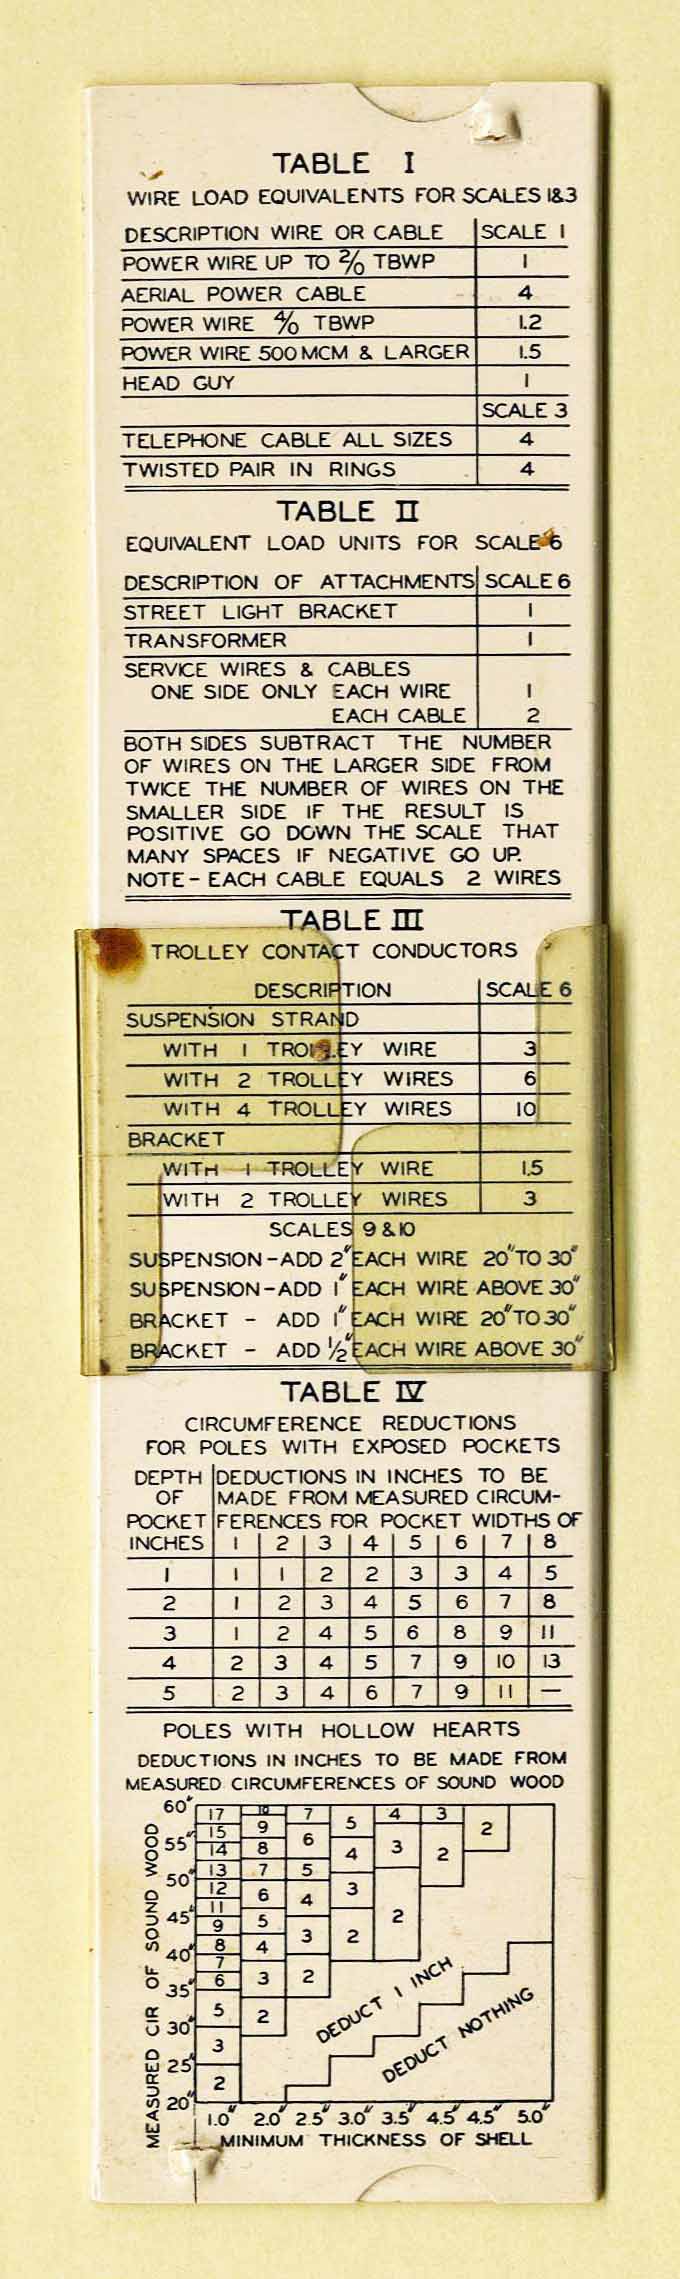 TABLE I
WIRE LOAD EQUIVALENTS FOR SCALES 1&3
DESCRIPTION WIRE OR CABLE SCALE 1
POWER WIRE UP TO 2/0 TBWP 1
AERIAL POWER CABLE 4
POWER WIRE 4/0 TBWP 1.2
POWER WIRE 500 MCM & LARGER 1.5
HEAD GUY 1
SCALE 3
TELEPHONE CABLE ALL SIZES 4
TWISTED PAIR IN RINGS 4
TABLE II
EQUIVALENT LOAD UNITS FOR SCALE 6
DESCRIPTION OF ATTACHMENTS SCALE 6
STREET LIGHT BRACKET 1
TRANSFORMER 1
SERVICE WIRES & CABLES
ONE SIDE ONLY EACH WIRE 1
EACH CABLE 2
BOTH SIDES SUBTRACT THE NUMBER
OF WIRES ON THE LARGER SIDE FROM
TWICE THE NUMBER OF WIRES ON THE
SMALLER SIDE IF THE RESULT IS
POSITIVE GO DOWN THE SCALE THAT
MANY SPACES IF NEGATIVE GO UP.
NOTE - EACH CABLE EQUALS 2 WIRES
TABLE III
TROLLEY CONTACT CONDUCTORS
DESCRIPTION SCALE 6
SUSPENSION STRAND
WITH 1 TROLLEY WIRE 3
WITH 2 TROLLEY WIRES 6
WITH 4 TROLLEY WIRES 10
BRACKET
WITH 1 TROLLEY WIRE 1.5
WITH 2 TROLLEY WIRES 3
SCALES 9 & 10
SUSPENSION - ADD 2" EACH WIRE 20" TO 30"
SUSPENSION - ADD 1" EACH WIRE ABOVE 30"
BRACKET - ADD 1" EACH WIRE 20" TO 30"
BRACKET - ADD 1/2" EACH WIRE ABOVE 30"
TABLE IV
CIRCUMFERENCE REDUCTIONS
FOR POLES WITH EXPOSED POCKETS
DEPTH DEDUCTIONS IN INCHES TO BE
OF MADE FROM MEASURED CIRCUM-
POCKET FERENCES FOR POCKET WIDTHS OF
INCHES 1 2 3 4 5 6 7 8
1 1 1 2 2 3 3 4 5
2 1 2 3 4 5 6 7 8
3 1 2 4 5 6 8 9 11
4 2 3 4 5 7 9 10 13
5 2 3 4 6 7 9 11 —
POLES WITH HOLLOW HEARTS
DEDUCTIONS IN INCHES TO BE MADE FROM
MEASURED CIRCUMFERENCES OF SOUND WOOD
MEASURED CIR OF SOUND WOOD
60" 17 10 7 5 4 3 2
15 9 6
55" 14 8 4 3 2
13 7 5
50" 12 6 4 3 2
11
45" 9 5 3 2
8 4
40" 7
6 3 2
35" 5 2
30" 3
25" 2
20"
DEDUCT 1 INCH
DEDUCT NOTHING
1.0" 2.0" 2.5" 3.0" 3.5" 4.5" 4.5" 5.0"
MINIMUM THICKNESS OF SHELL